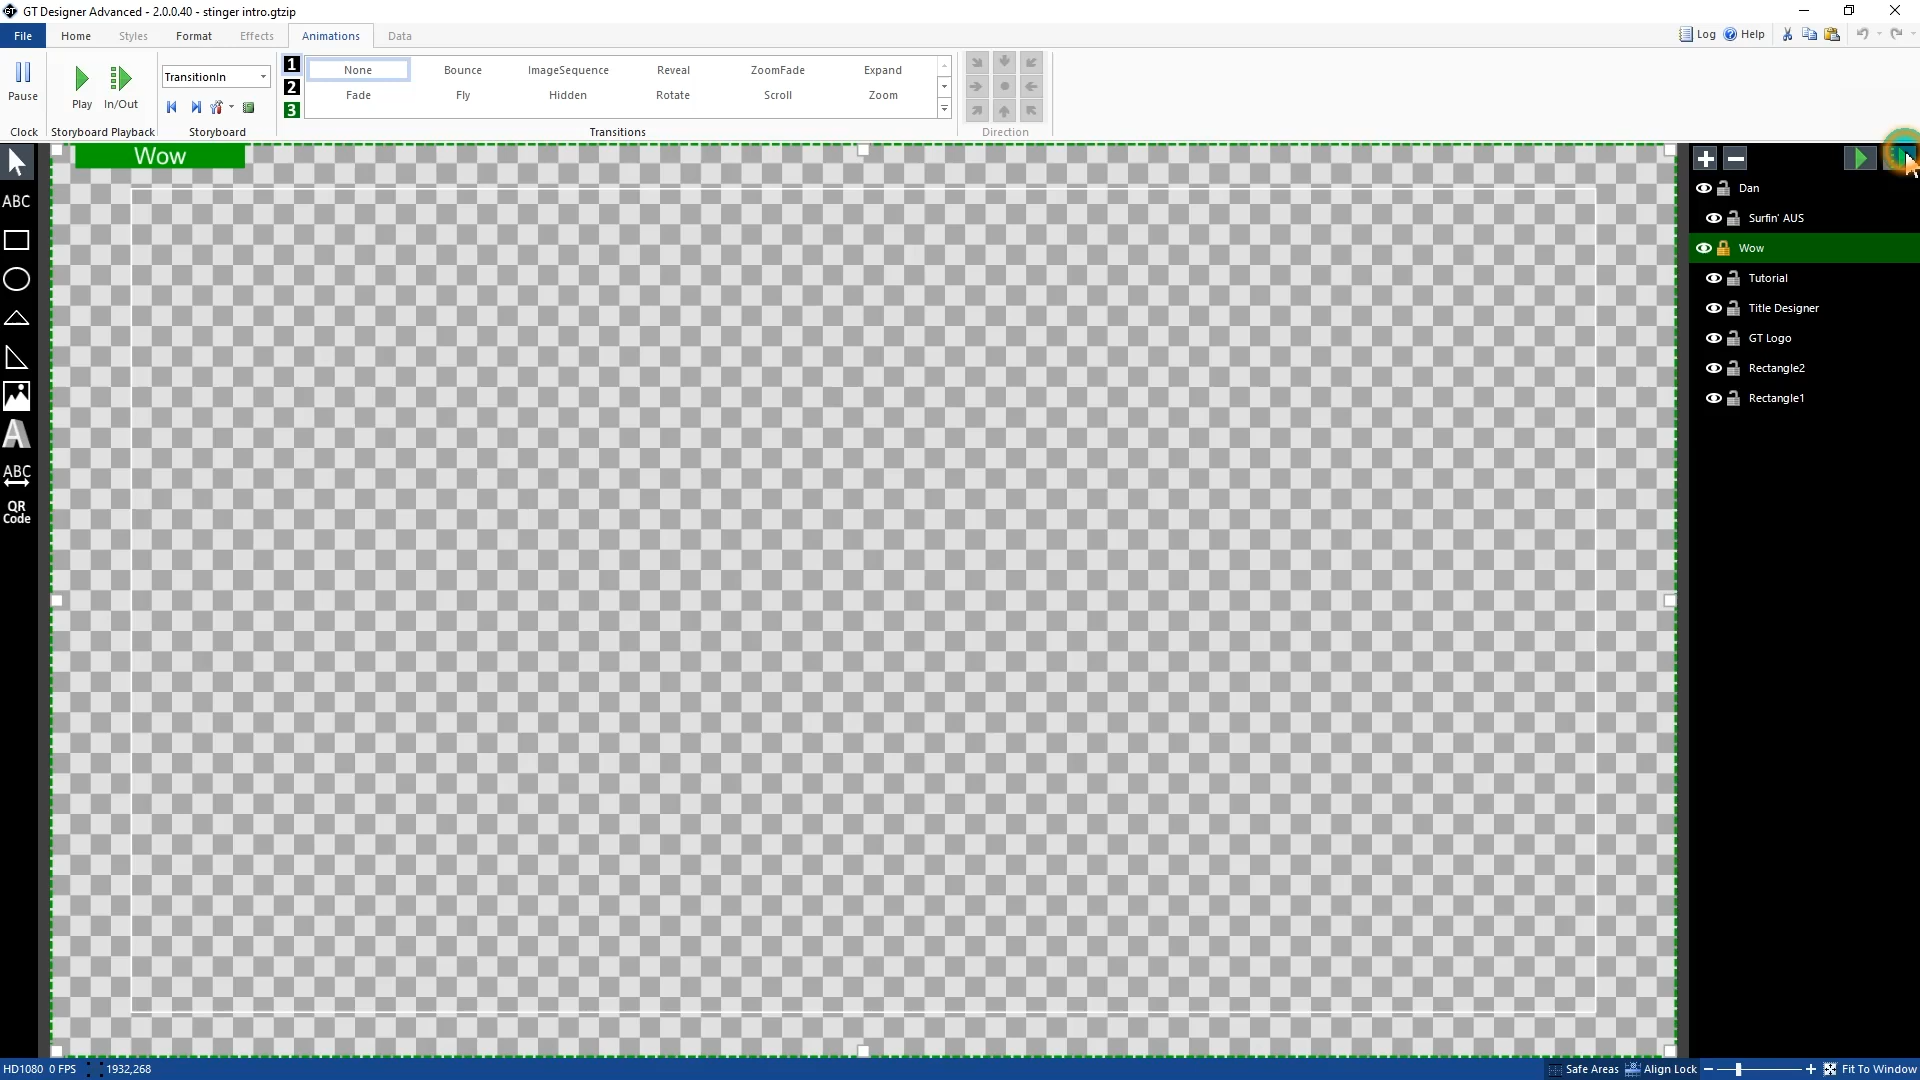 GT Designer Advanced - 2.0.0.40 - stinger intro.gtzip
File Home Styles Format Effects Animations Data Log Help
Pause Play In/Out TransitionIn
Clock Storyboard Playback Storyboard
1 None Bounce ImageSequence Reveal ZoomFade Expand
2
3 Fade Fly Hidden Rotate Scroll Zoom
Transitions Direction
Wow
ABC
ABC
QR
Code
Dan
Surfin' AUS
Wow
Tutorial
Title Designer
GT Logo
Rectangle2
Rectangle1
HD1080 0 FPS 1932,268 Safe Areas Align Lock Fit To Window